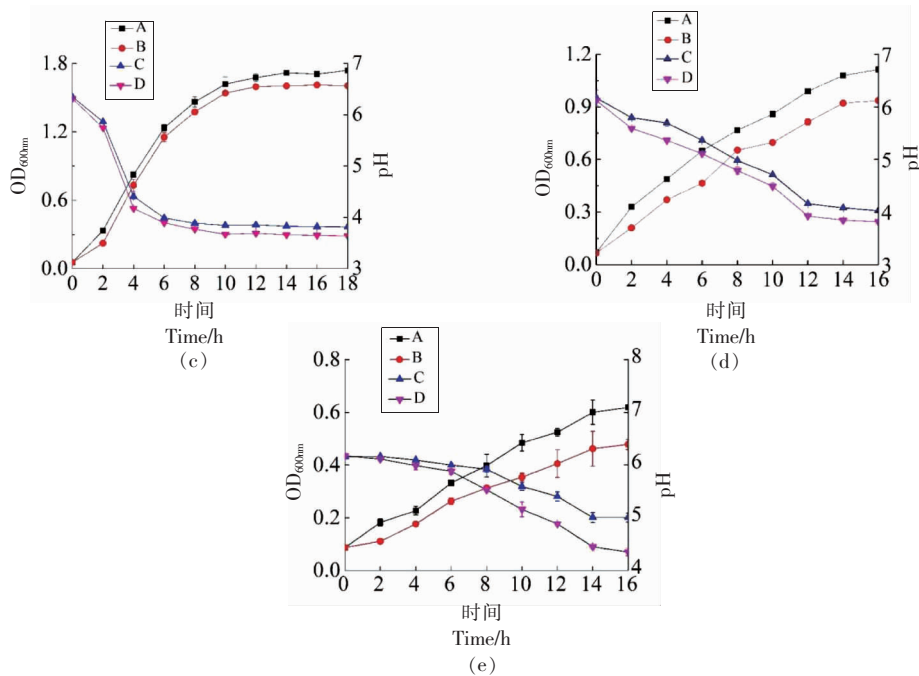 A
B
C
D
1.8
1.2
0.6
0.0
OD600nm
7
6
5
4
3
pH
0 2 4 6 8 10 12 14 16 18
时间
Time/h
(c)
A
B
C
D
1.2
0.9
0.6
0.3
0.0
OD600nm
7
6
5
4
3
pH
0 2 4 6 8 10 12 14 16
时间
Time/h
(d)
A
B
C
D
0.8
0.6
0.4
0.2
0.0
OD600nm
8
7
6
5
4
pH
0 2 4 6 8 10 12 14 16
时间
Time/h
(e)